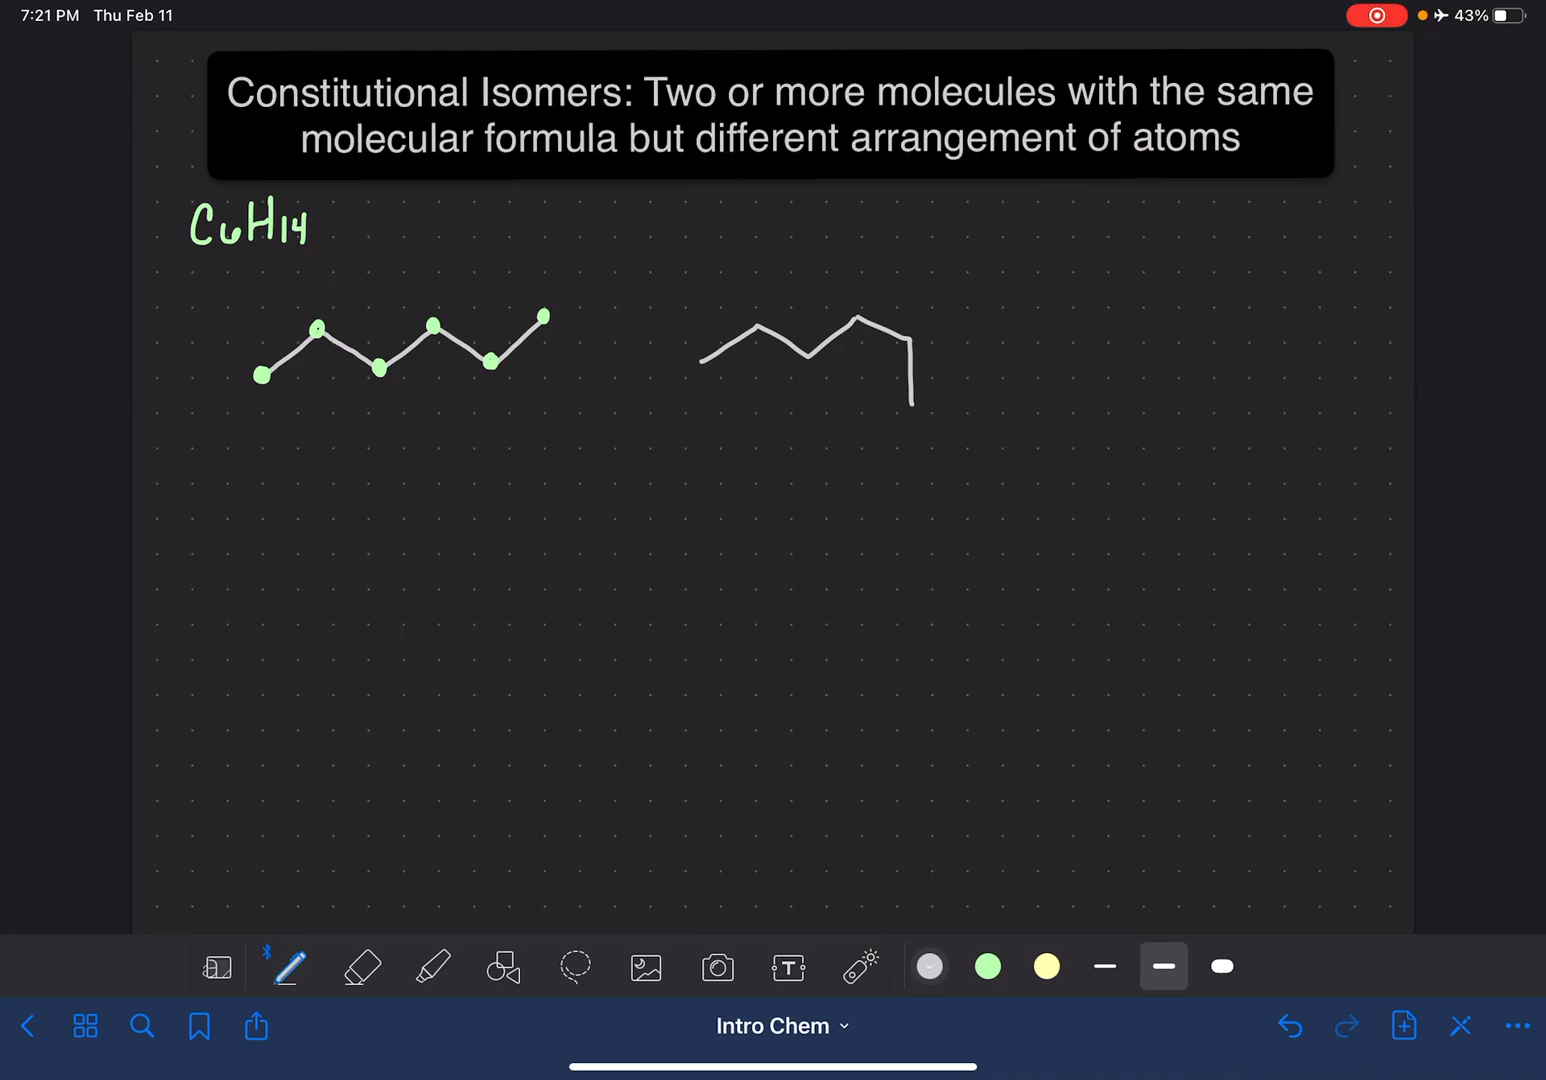 7:21 PM Thu Feb 11
43%
Constitutional Isomers: Two or more molecules with the same
molecular formula but different arrangement of atoms
C6H14
T
Intro Chem